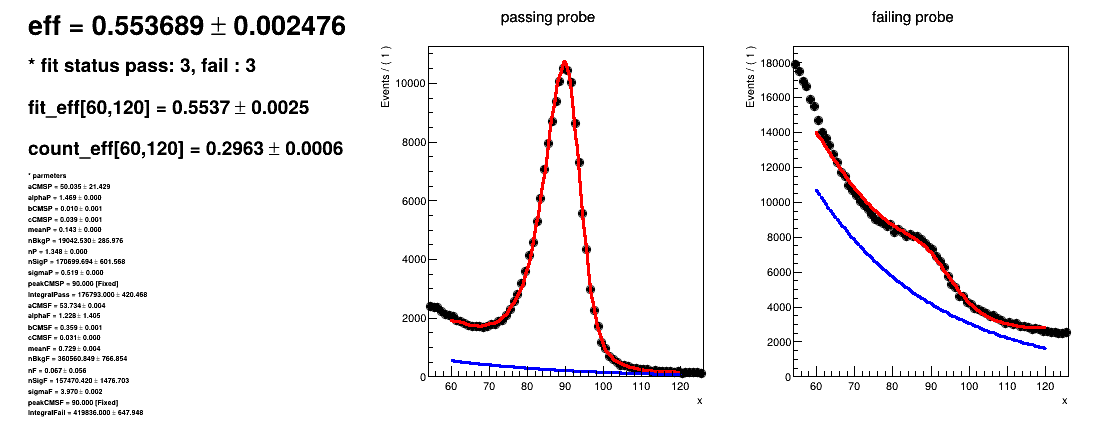 eff = 0.553689 ± 0.002476
* fit status pass: 3, fail : 3
fit_eff[60,120] = 0.5537 ± 0.0025
count_eff[60,120] = 0.2963 ± 0.0006
* parmeters
aCMSP = 50.035 ± 21.429
alphaP = 1.469 ± 0.000
bCMSP = 0.010 ± 0.001
cCMSP = 0.039 ± 0.001
meanP = 0.143 ± 0.000
nBkgP = 19042.530 ± 285.976
nP = 1.348 ± 0.000
nSigP = 170699.694 ± 601.568
sigmaP = 0.519 ± 0.000
peakCMSP = 90.000 [Fixed]
integralPass = 176793.000 ± 420.468
aCMSF = 53.734 ± 0.004
alphaF = 1.228 ± 1.405
bCMSF = 0.359 ± 0.001
cCMSF = 0.031 ± 0.000
meanF = 0.729 ± 0.004
nBkgF = 360560.849 ± 766.854
nF = 0.067 ± 0.056
nSigF = 157470.420 ± 1476.703
sigmaF = 3.970 ± 0.002
peakCMSF = 90.000 [Fixed]
integralFail = 419836.000 ± 647.948
passing probe
Events / ( 1 )
10000
8000
6000
4000
2000
0
60 70 80 90 100 110 120
x
failing probe
Events / ( 1 )
18000
16000
14000
12000
10000
8000
6000
4000
2000
0
60 70 80 90 100 110 120
x